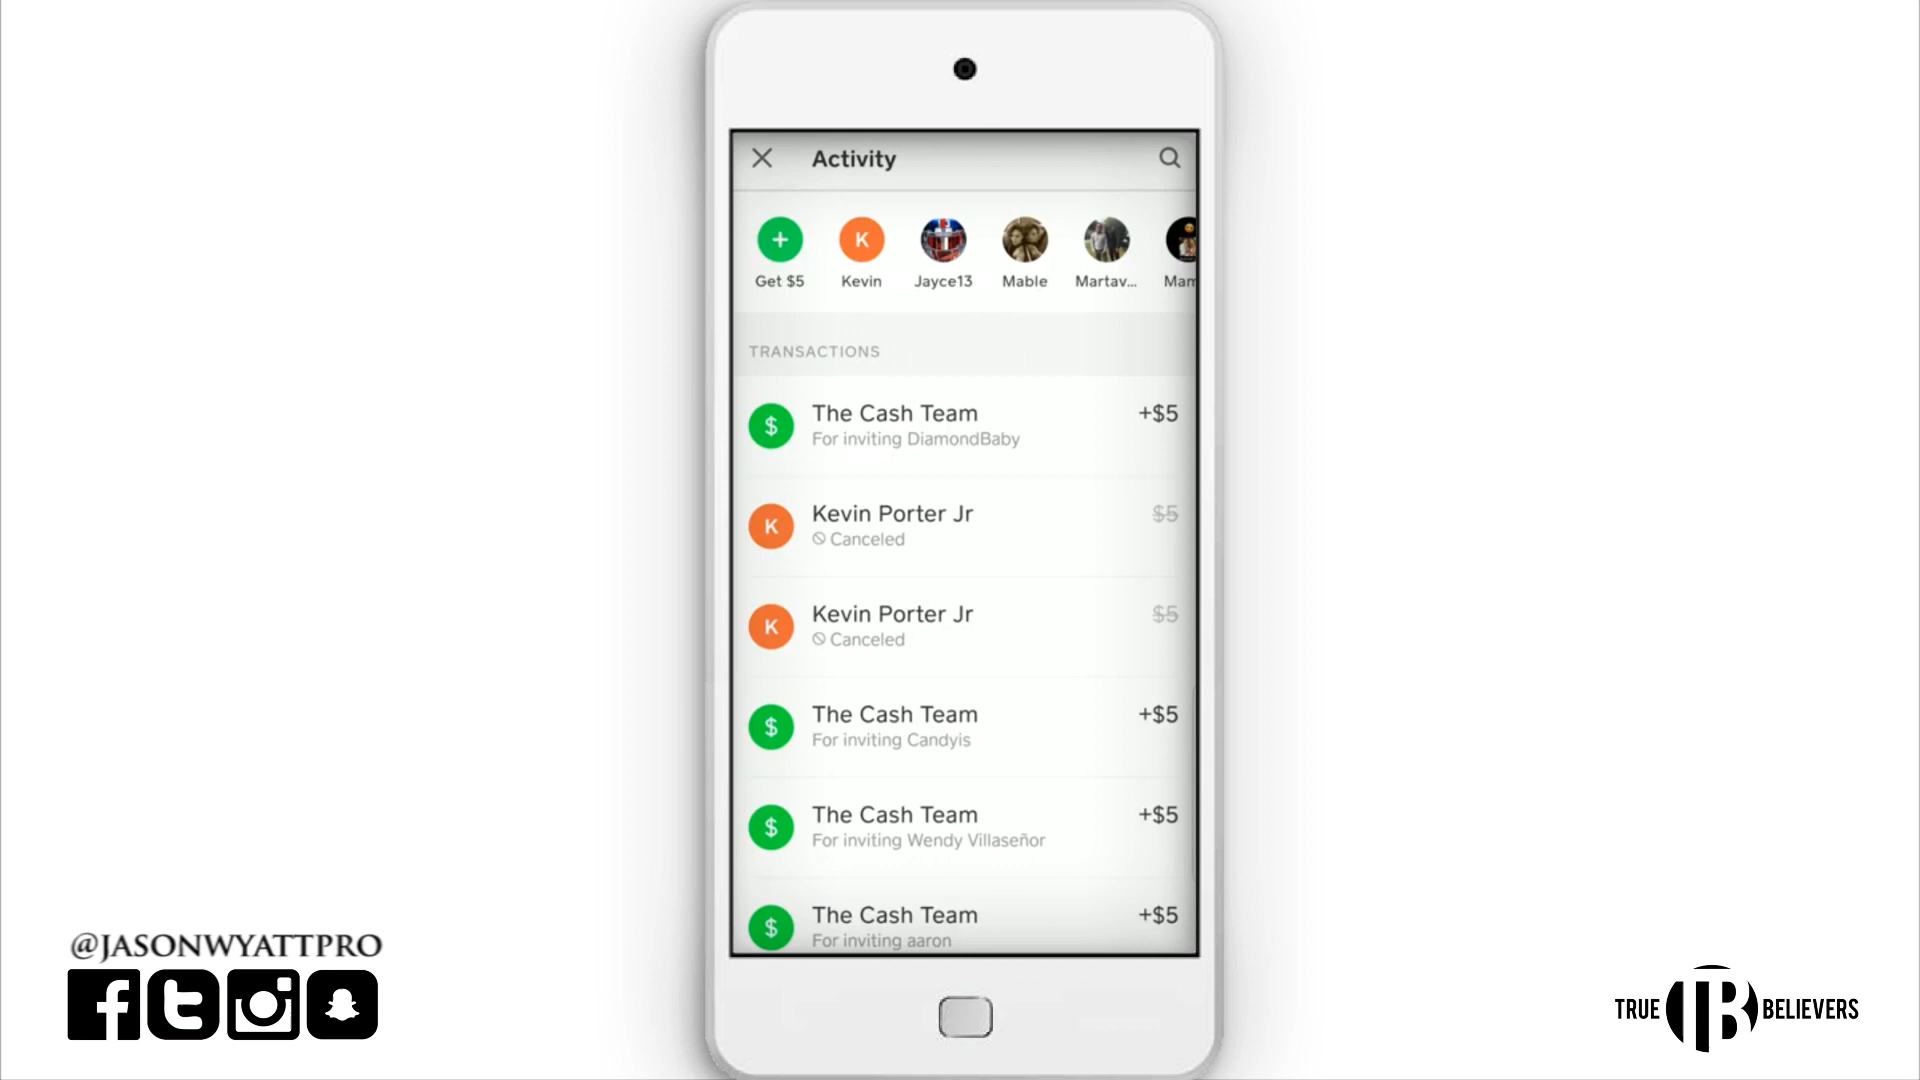 Activity
Get $5
Kevin
Jayce13
Mable
Martav...
Mam
TRANSACTIONS
The Cash Team +$5
For inviting DiamondBaby
Kevin Porter Jr $5
Canceled
Kevin Porter Jr $5
Canceled
The Cash Team +$5
For inviting Candyis
The Cash Team +$5
For inviting Wendy Villaseñor
The Cash Team +$5
For inviting aaron
@JASONWYATTPRO
TRUE B BELIEVERS